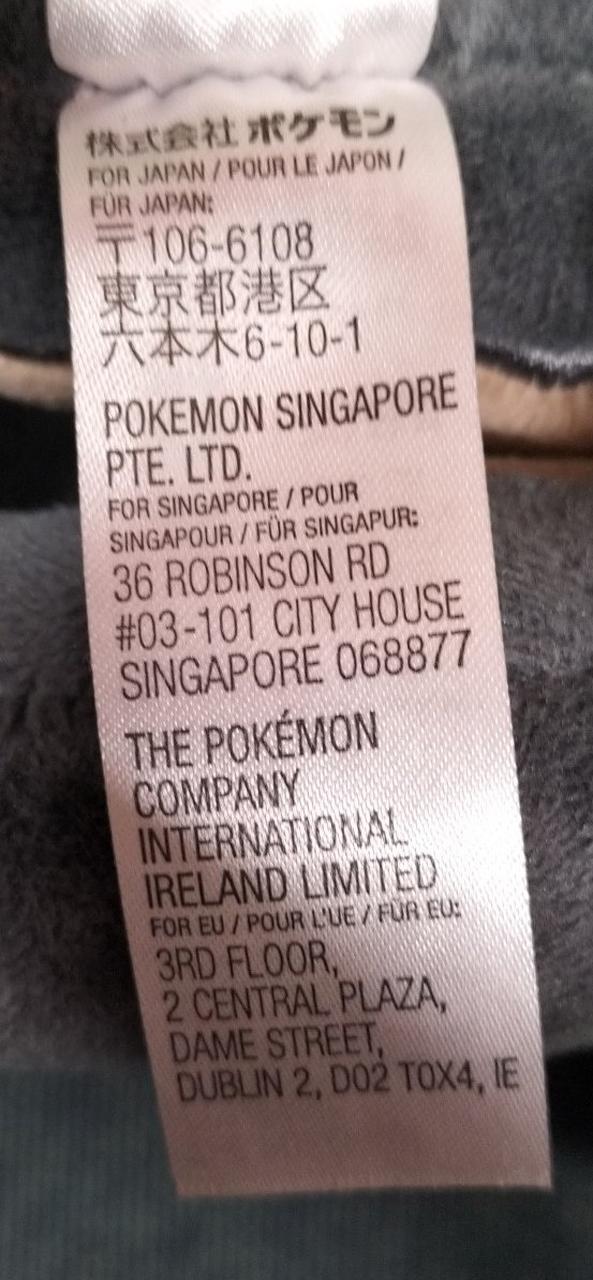 株式会社 ポケモン
FOR JAPAN / POUR LE JAPON /
FÜR JAPAN:
〒106-6108
東京都港区
六本木6-10-1
POKEMON SINGAPORE
PTE. LTD.
FOR SINGAPORE / POUR
SINGAPOUR / FÜR SINGAPUR:
36 ROBINSON RD
#03-101 CITY HOUSE
SINGAPORE 068877
THE POKÉMON
COMPANY
INTERNATIONAL
IRELAND LIMITED
FOR EU / POUR L'UE / FÜR EU:
3RD FLOOR,
2 CENTRAL PLAZA,
DAME STREET,
DUBLIN 2, D02 T0X4, IE